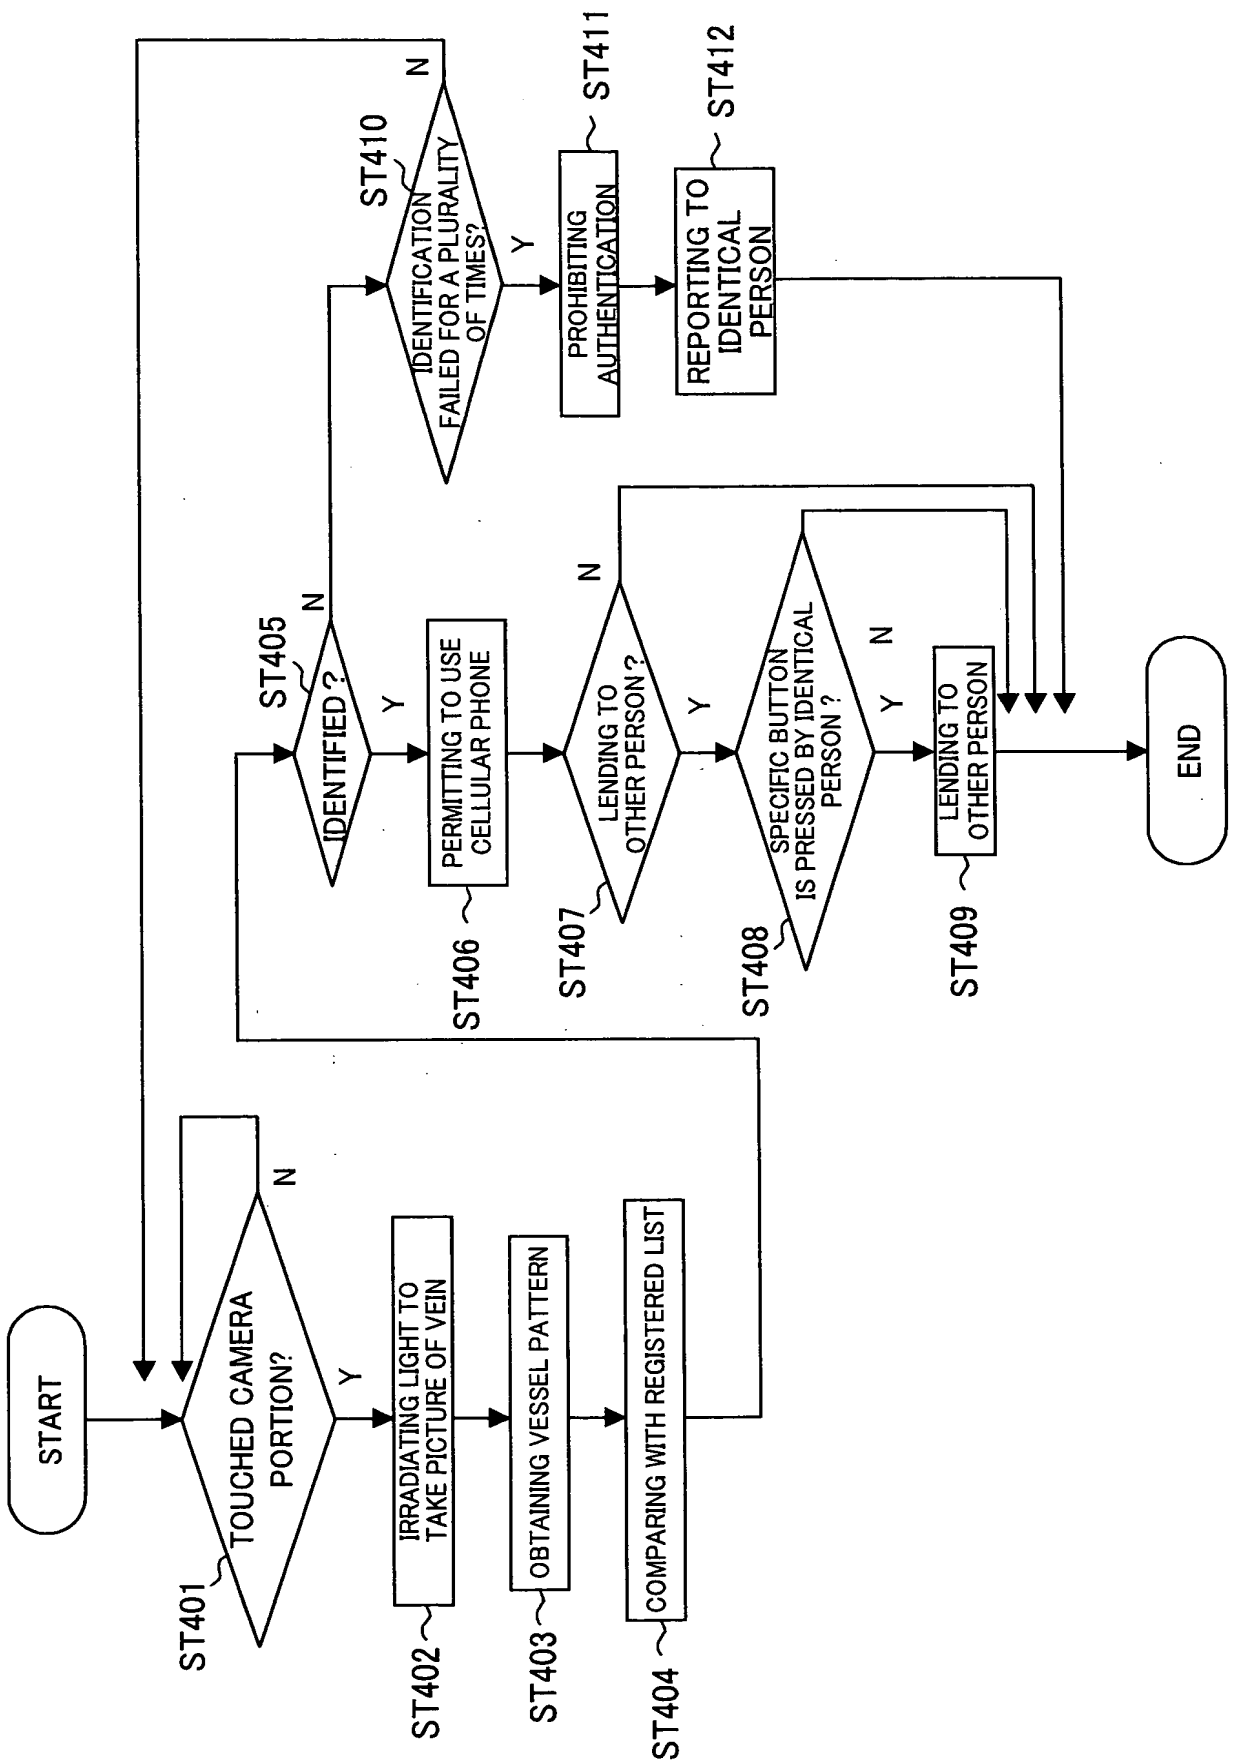 START
ST401
TOUCHED CAMERA
PORTION?
N
Y
ST402
IRRADIATING LIGHT TO
TAKE PICTURE OF VEIN
ST403
OBTAINING VESSEL PATTERN
ST404
COMPARING WITH REGISTERED LIST
ST405
IDENTIFIED ?
N
Y
ST406
PERMITTING TO USE
CELLULAR PHONE
ST407
LENDING TO
OTHER PERSON ?
N
Y
ST408
SPECIFIC BUTTON
IS PRESSED BY IDENTICAL
PERSON ?
N
Y
ST409
LENDING TO
OTHER PERSON
END
ST410
IDENTIFICATION
FAILED FOR A PLURALITY
OF TIMES?
N
Y
ST411
PROHIBITING
AUTHENTICATION
ST412
REPORTING TO
IDENTICAL
PERSON